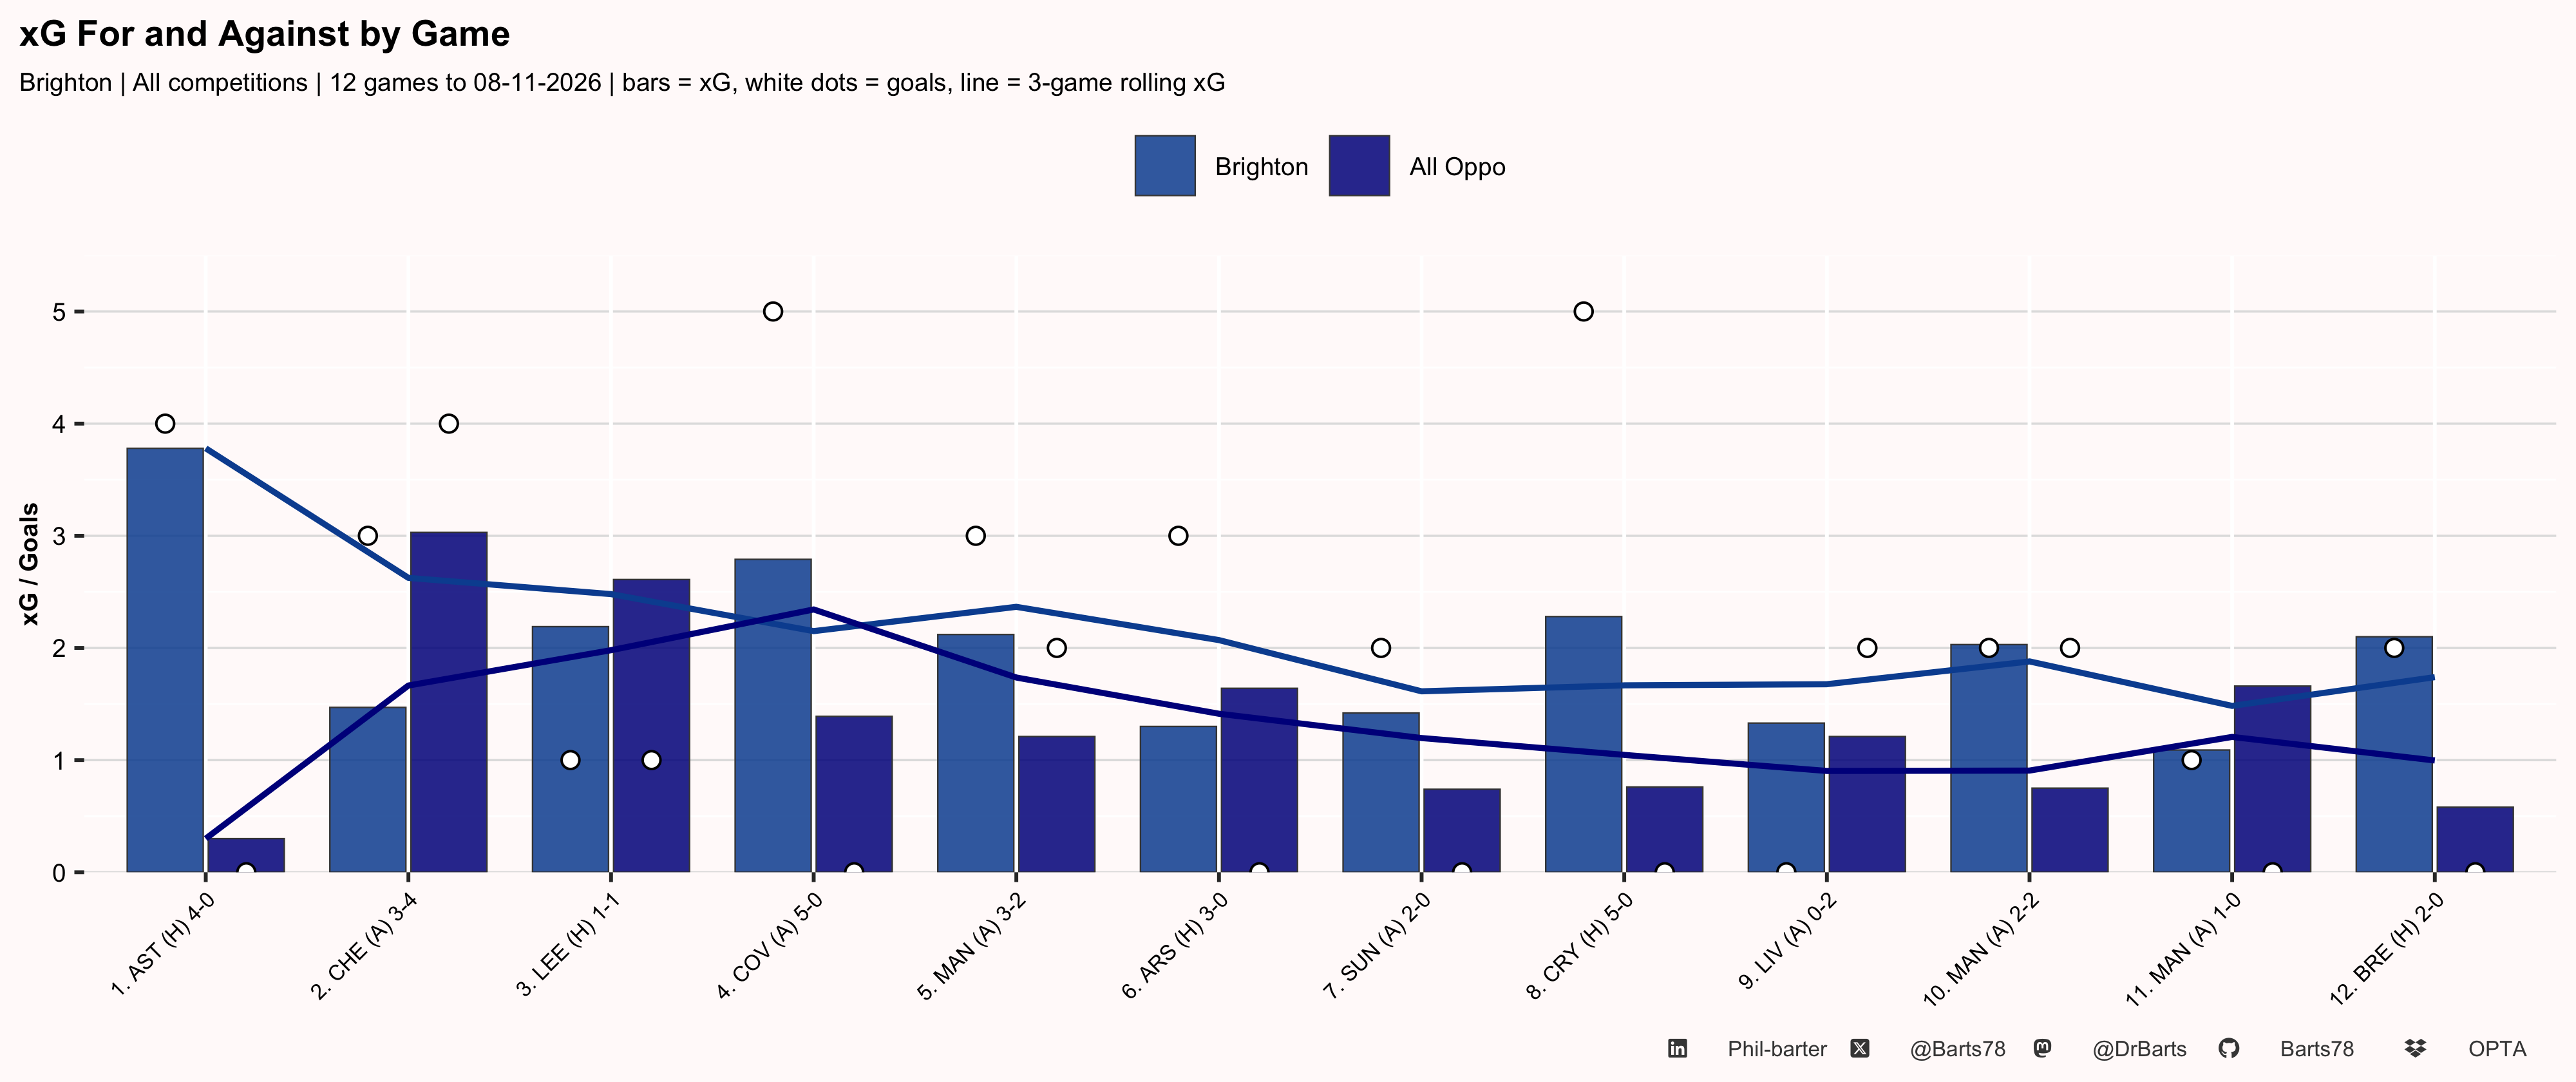 xG For and Against by Game
Brighton | All competitions | 12 games to 08-11-2026 | bars = xG, white dots = goals, line = 3-game rolling xG
Brighton
All Oppo
xG / Goals
5
4
3
2
1
0
1. AST (H) 4-0
2. CHE (A) 3-4
3. LEE (H) 1-1
4. COV (A) 5-0
5. MAN (A) 3-2
6. ARS (H) 3-0
7. SUN (A) 2-0
8. CRY (H) 5-0
9. LIV (A) 0-2
10. MAN (A) 2-2
11. MAN (A) 1-0
12. BRE (H) 2-0
Phil-barter @Barts78 @DrBarts Barts78 OPTA